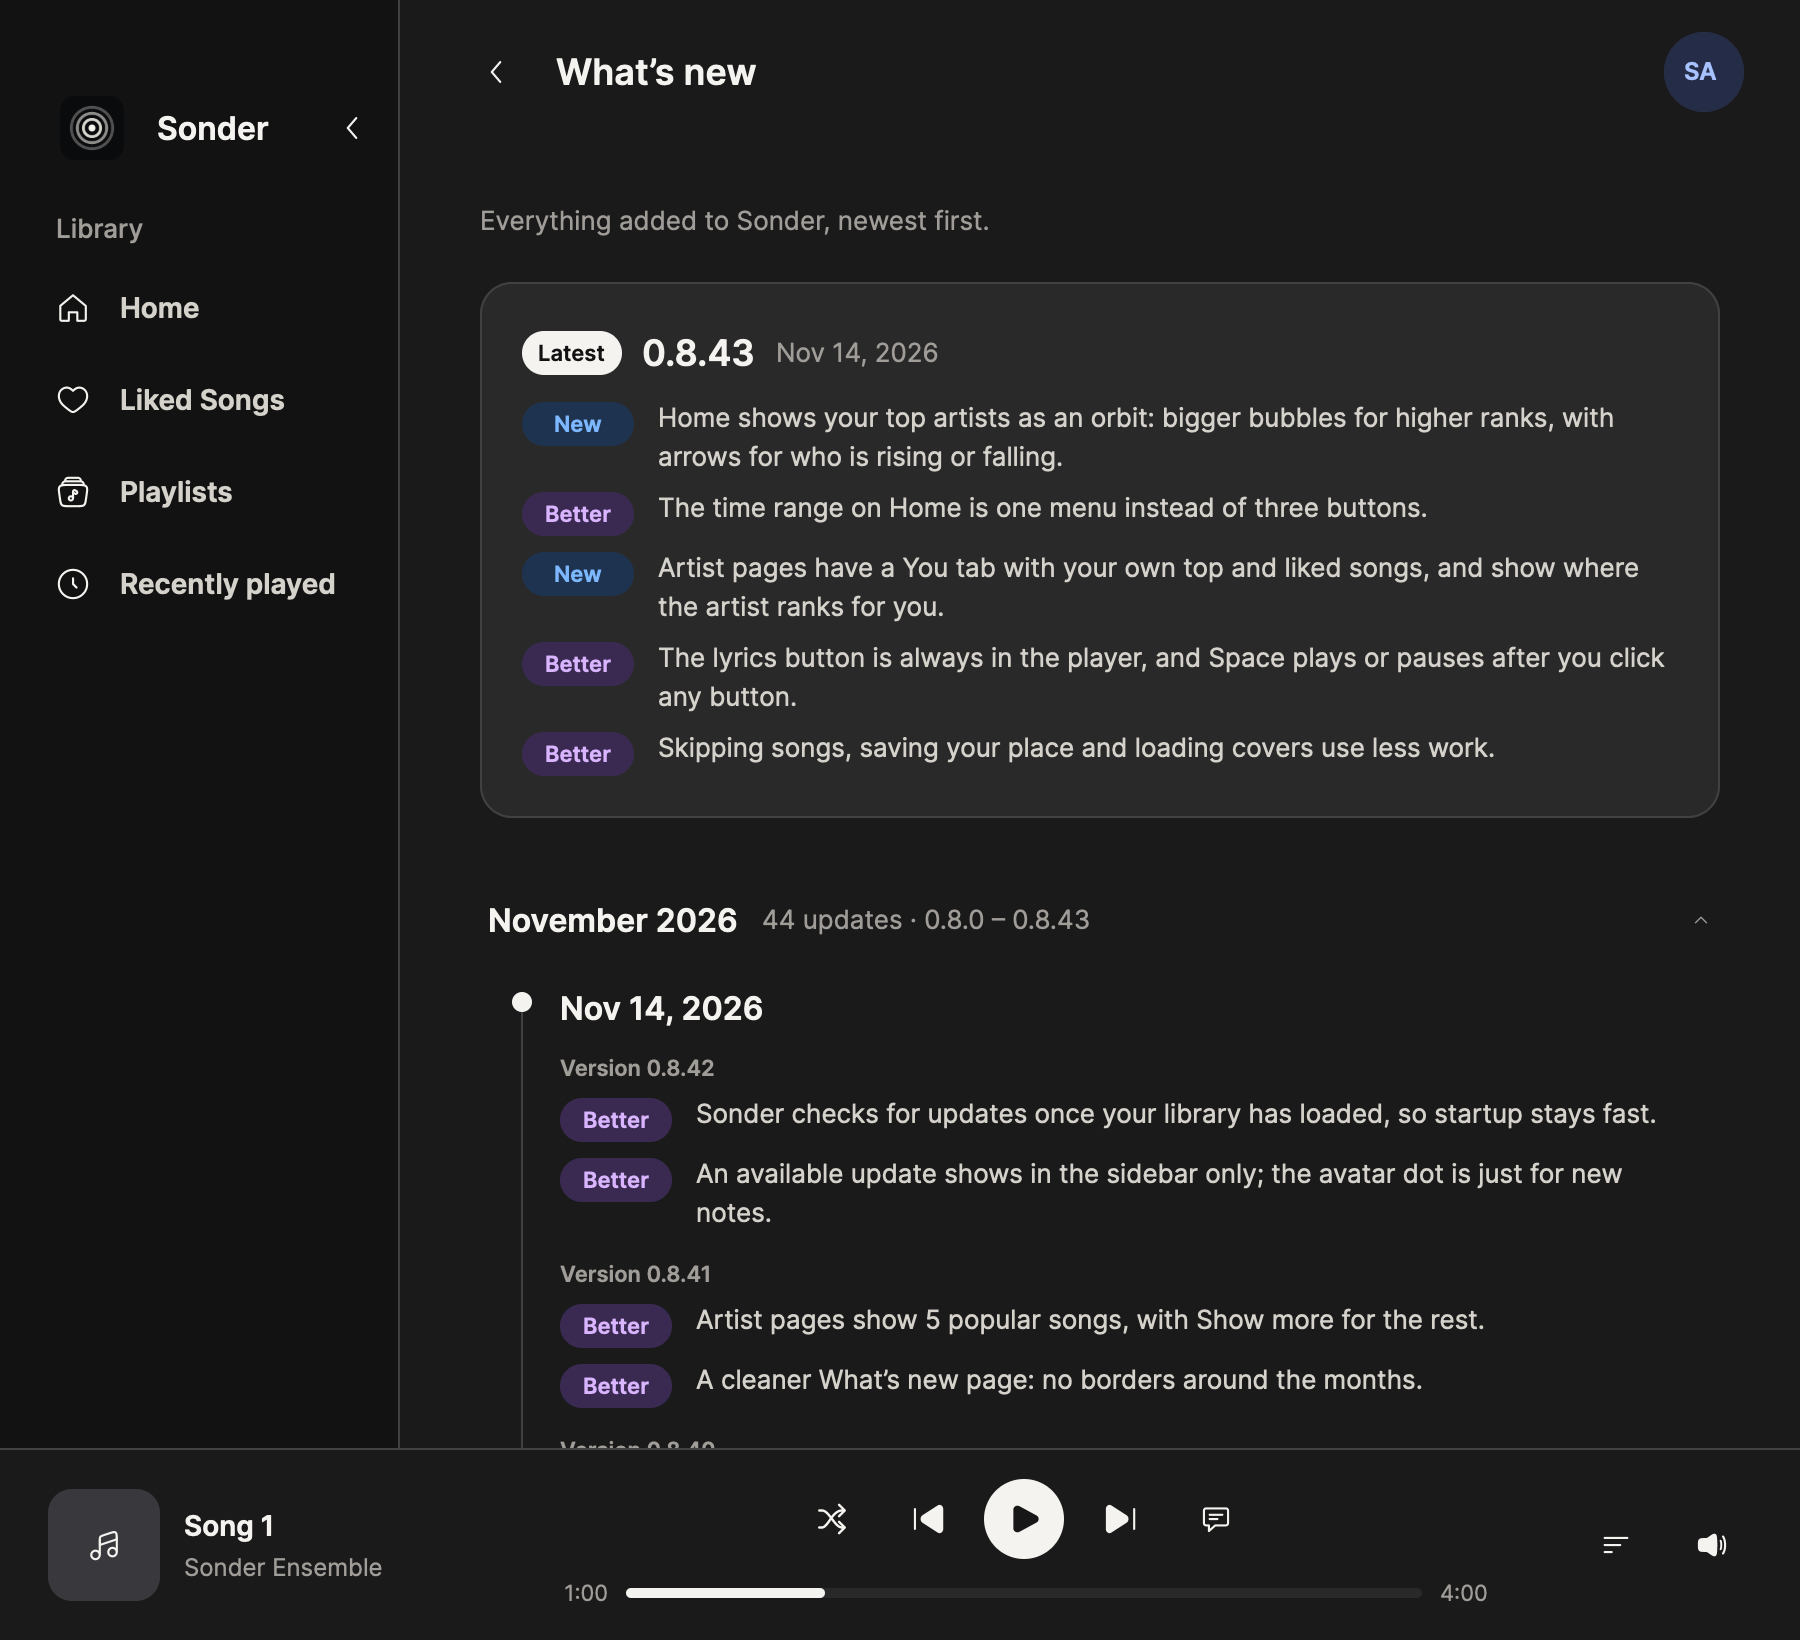 Sonder
Library
Home
Liked Songs
Playlists
Recently played
What’s new
SA
Everything added to Sonder, newest first.
Latest 0.8.43 Nov 14, 2026
New Home shows your top artists as an orbit: bigger bubbles for higher ranks, with
arrows for who is rising or falling.
Better The time range on Home is one menu instead of three buttons.
New Artist pages have a You tab with your own top and liked songs, and show where
the artist ranks for you.
Better The lyrics button is always in the player, and Space plays or pauses after you click
any button.
Better Skipping songs, saving your place and loading covers use less work.
November 2026 44 updates · 0.8.0 – 0.8.43
Nov 14, 2026
Version 0.8.42
Better Sonder checks for updates once your library has loaded, so startup stays fast.
Better An available update shows in the sidebar only; the avatar dot is just for new
notes.
Version 0.8.41
Better Artist pages show 5 popular songs, with Show more for the rest.
Better A cleaner What’s new page: no borders around the months.
Version 0.8.40
Song 1
Sonder Ensemble
1:00
4:00